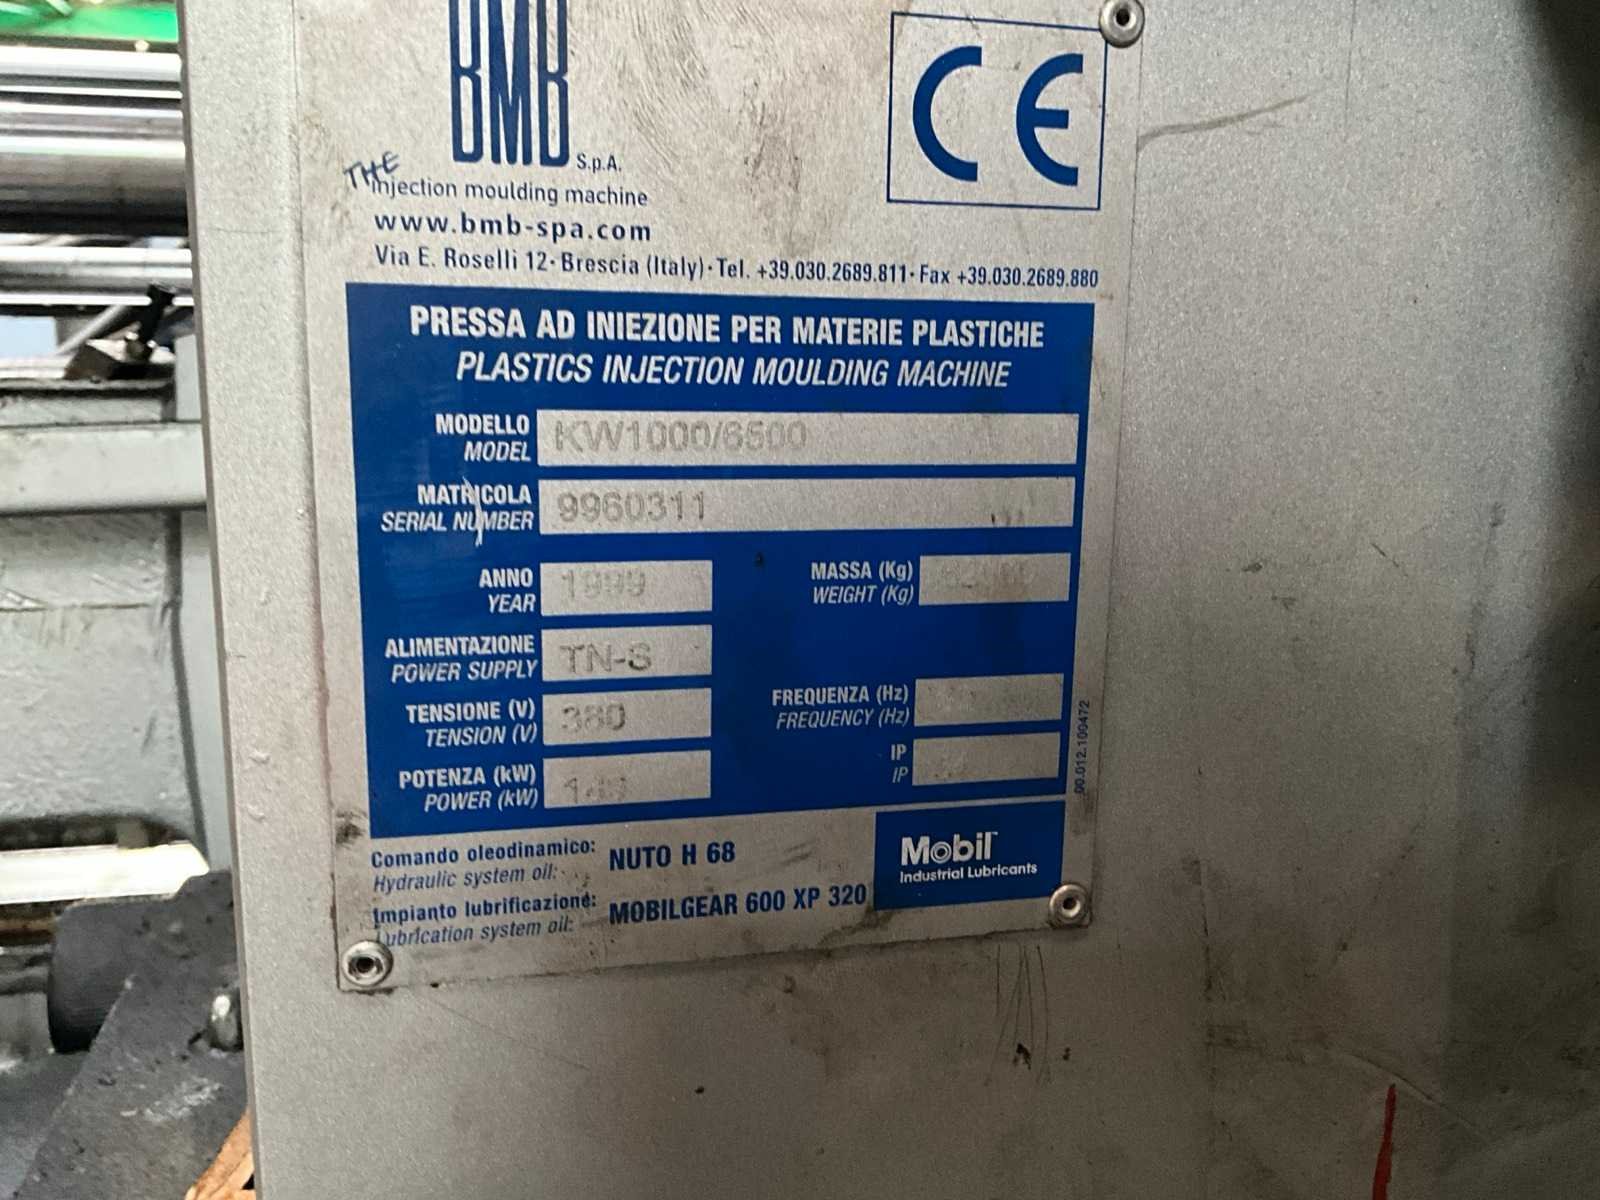 BMB S.p.A.
THE injection moulding machine
www.bmb-spa.com
Via E. Roselli 12 · Brescia (Italy) · Tel. +39.030.2689.811 · Fax +39.030.2689.880
CE
PRESSA AD INIEZIONE PER MATERIE PLASTICHE
PLASTICS INJECTION MOULDING MACHINE
MODELLO
MODEL
KW1000/6500
MATRICOLA
SERIAL NUMBER
9960311
ANNO
YEAR
1999
MASSA (Kg)
WEIGHT (Kg)
ALIMENTAZIONE
POWER SUPPLY
TN-S
TENSIONE (V)
TENSION (V)
380
FREQUENZA (Hz)
FREQUENCY (Hz)
POTENZA (kW)
POWER (kW)
IP
IP
00.012.100472
Comando oleodinamico:
Hydraulic system oil:
NUTO H 68
Impianto lubrificazione:
Lubrication system oil:
MOBILGEAR 600 XP 320
Mobil
Industrial Lubricants